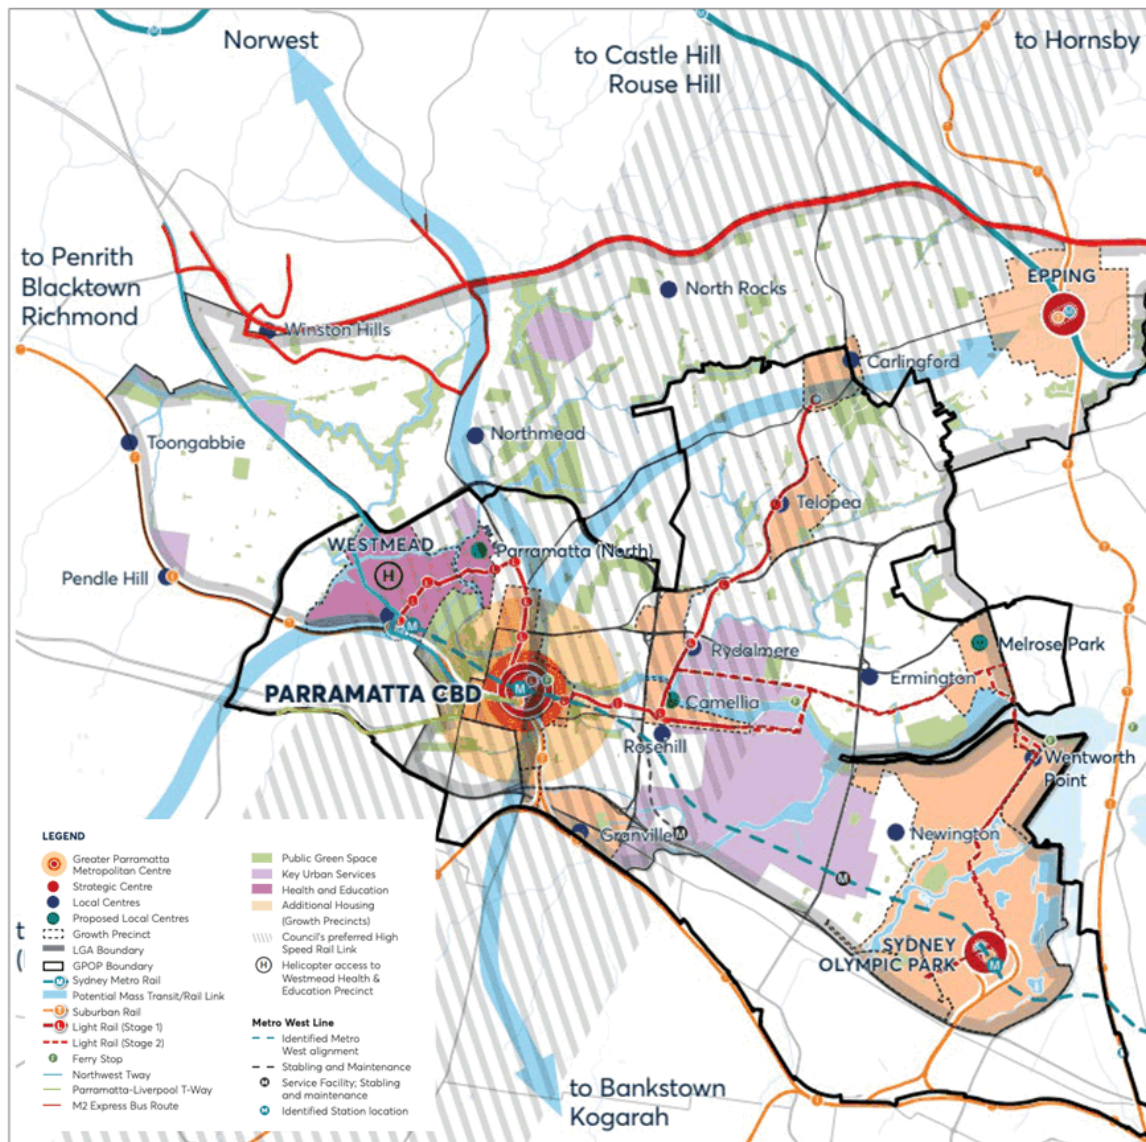 Norwest
to Castle Hill
Rouse Hill
to Hornsby
to Penrith
Blacktown
Richmond
EPPING
North Rocks
Winston Hills
Carlingford
Toongabbie
Northmead
Telopea
WESTMEAD
Parramatta (North)
H
Pendle Hill
M
Rydalmere
Melrose Park
Ermington
PARRAMATTA CBD
M
Camellia
Rosehill
Wentworth
Point
Granville
M
Newington
M
SYDNEY
OLYMPIC PARK
M
to Bankstown
Kogarah
LEGEND
Greater Parramatta
Metropolitan Centre
Strategic Centre
Local Centres
Proposed Local Centres
Growth Precinct
LGA Boundary
GPOP Boundary
M Sydney Metro Rail
Potential Mass Transit/Rail Link
T Suburban Rail
L Light Rail (Stage 1)
Light Rail (Stage 2)
F Ferry Stop
Northwest Tway
Parramatta-Liverpool T-Way
M2 Express Bus Route
Public Green Space
Key Urban Services
Health and Education
Additional Housing
(Growth Precincts)
Council's preferred High
Speed Rail Link
H Helicopter access to
Westmead Health &
Education Precinct
Metro West Line
Identified Metro
West alignment
Stabling and Maintenance
M Service Facility; Stabling
and maintenance
M Identified Station location